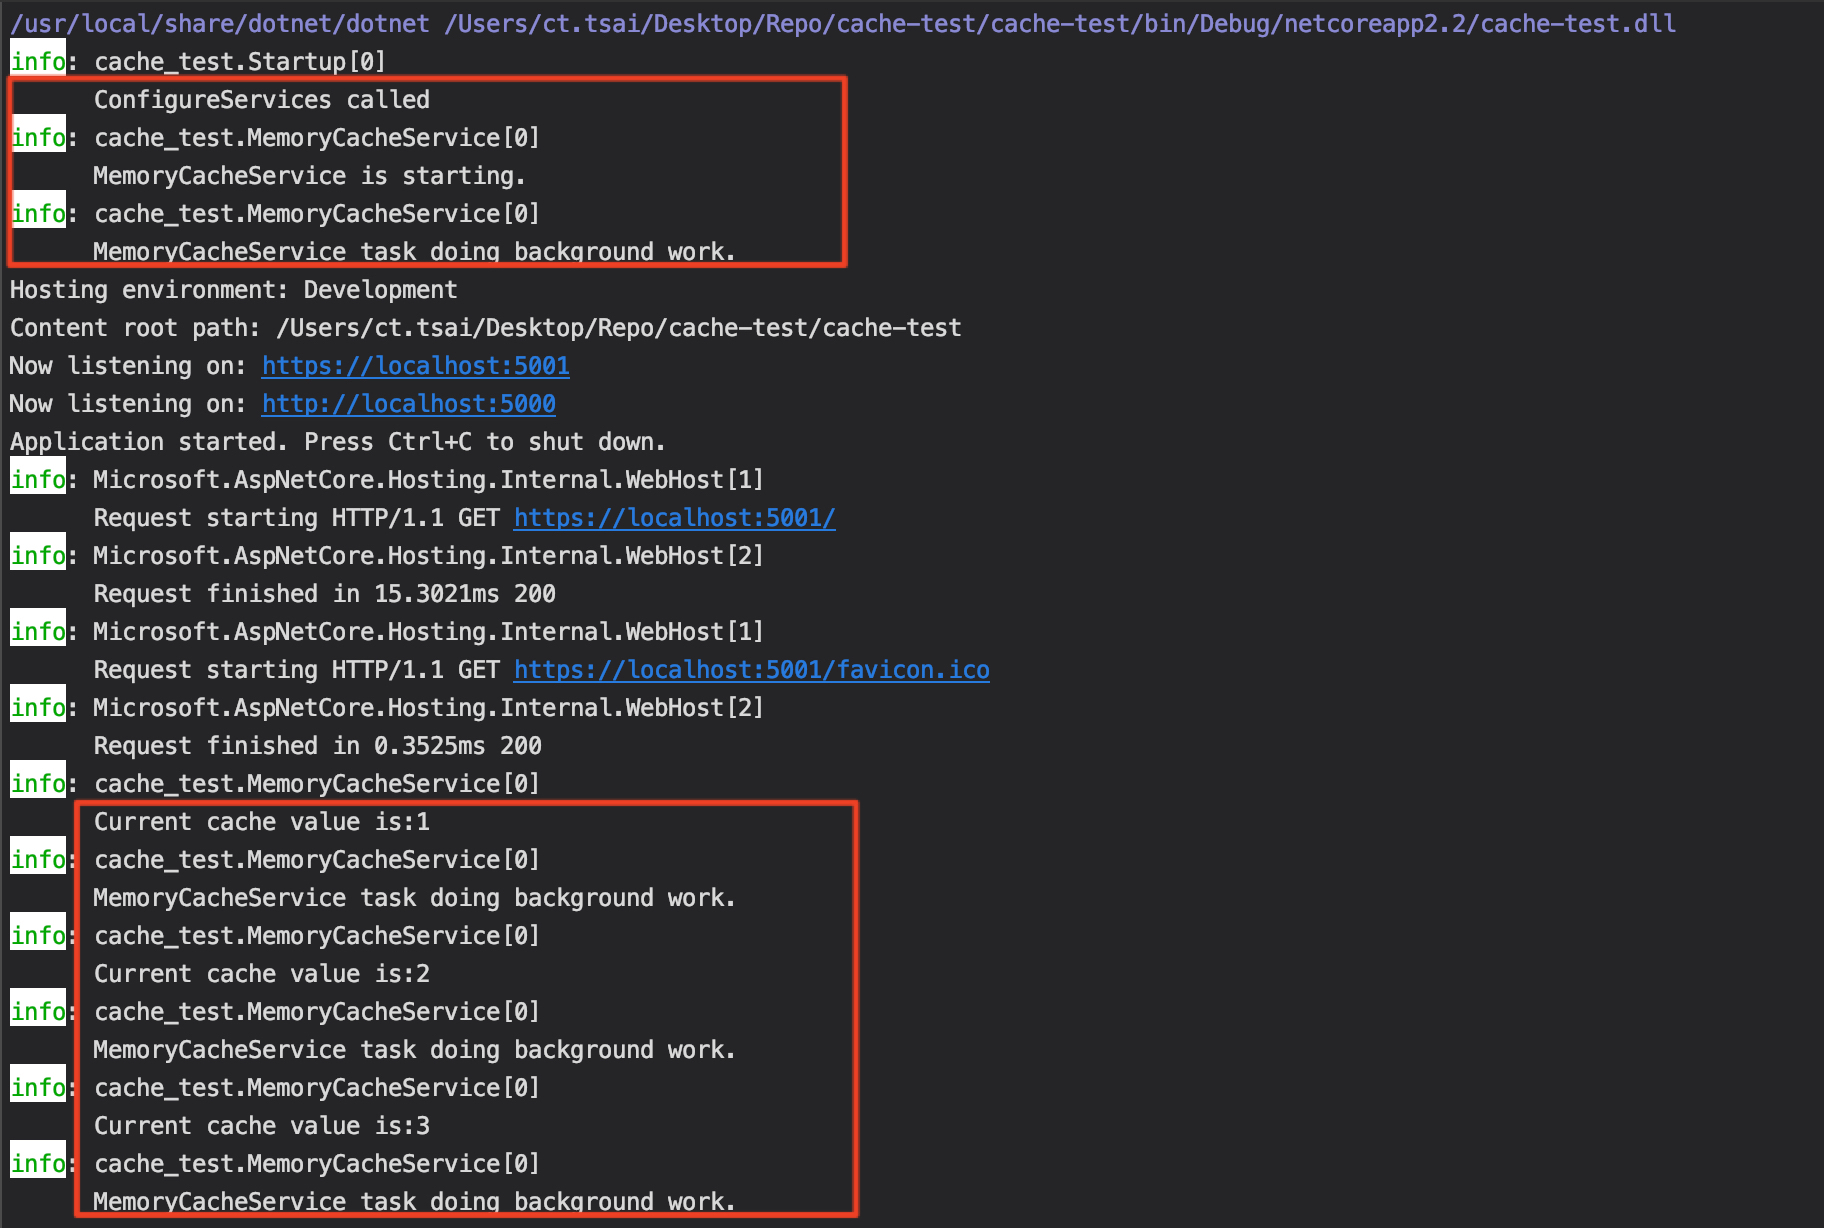 /usr/local/share/dotnet/dotnet /Users/ct.tsai/Desktop/Repo/cache-test/cache-test/bin/Debug/netcoreapp2.2/cache-test.dll
info: cache_test.Startup[0]
      ConfigureServices called
info: cache_test.MemoryCacheService[0]
      MemoryCacheService is starting.
info: cache_test.MemoryCacheService[0]
      MemoryCacheService task doing background work.
Hosting environment: Development
Content root path: /Users/ct.tsai/Desktop/Repo/cache-test/cache-test
Now listening on: https://localhost:5001
Now listening on: http://localhost:5000
Application started. Press Ctrl+C to shut down.
info: Microsoft.AspNetCore.Hosting.Internal.WebHost[1]
      Request starting HTTP/1.1 GET https://localhost:5001/
info: Microsoft.AspNetCore.Hosting.Internal.WebHost[2]
      Request finished in 15.3021ms 200
info: Microsoft.AspNetCore.Hosting.Internal.WebHost[1]
      Request starting HTTP/1.1 GET https://localhost:5001/favicon.ico
info: Microsoft.AspNetCore.Hosting.Internal.WebHost[2]
      Request finished in 0.3525ms 200
info: cache_test.MemoryCacheService[0]
      Current cache value is:1
info: cache_test.MemoryCacheService[0]
      MemoryCacheService task doing background work.
info: cache_test.MemoryCacheService[0]
      Current cache value is:2
info: cache_test.MemoryCacheService[0]
      MemoryCacheService task doing background work.
info: cache_test.MemoryCacheService[0]
      Current cache value is:3
info: cache_test.MemoryCacheService[0]
      MemoryCacheService task doing background work.